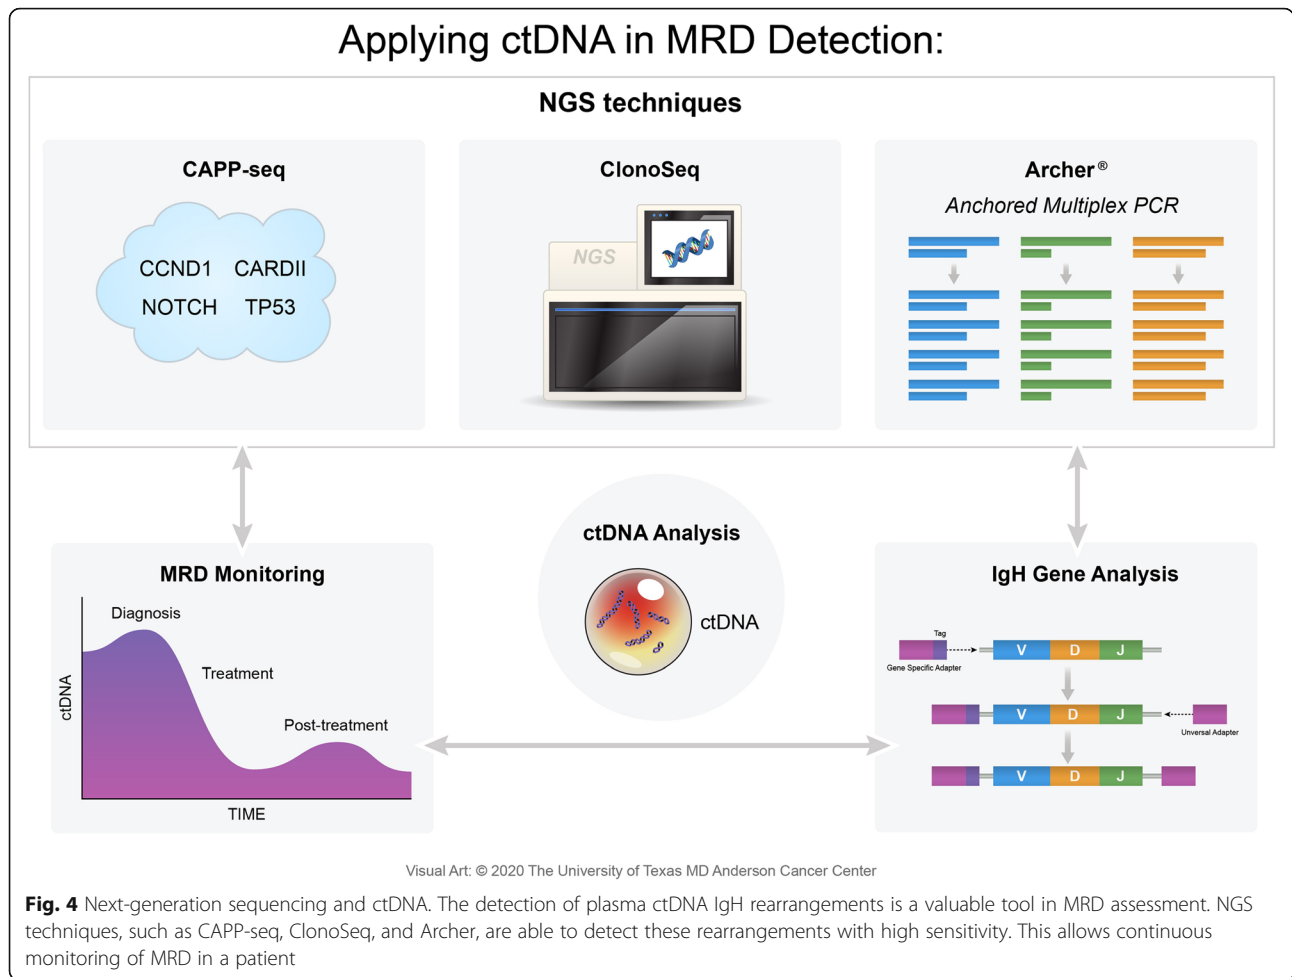 Applying ctDNA in MRD Detection:
NGS techniques
CAPP-seq
CCND1 CARDII
NOTCH TP53
ClonoSeq
NGS
Archer®
Anchored Multiplex PCR
MRD Monitoring
Diagnosis
Treatment
Post-treatment
ctDNA
TIME
ctDNA Analysis
ctDNA
IgH Gene Analysis
Tag
Gene Specific Adapter
V D J
V D J
Unversal Adapter
V D J
Visual Art: © 2020 The University of Texas MD Anderson Cancer Center
Fig. 4 Next-generation sequencing and ctDNA. The detection of plasma ctDNA IgH rearrangements is a valuable tool in MRD assessment. NGS
techniques, such as CAPP-seq, ClonoSeq, and Archer, are able to detect these rearrangements with high sensitivity. This allows continuous
monitoring of MRD in a patient